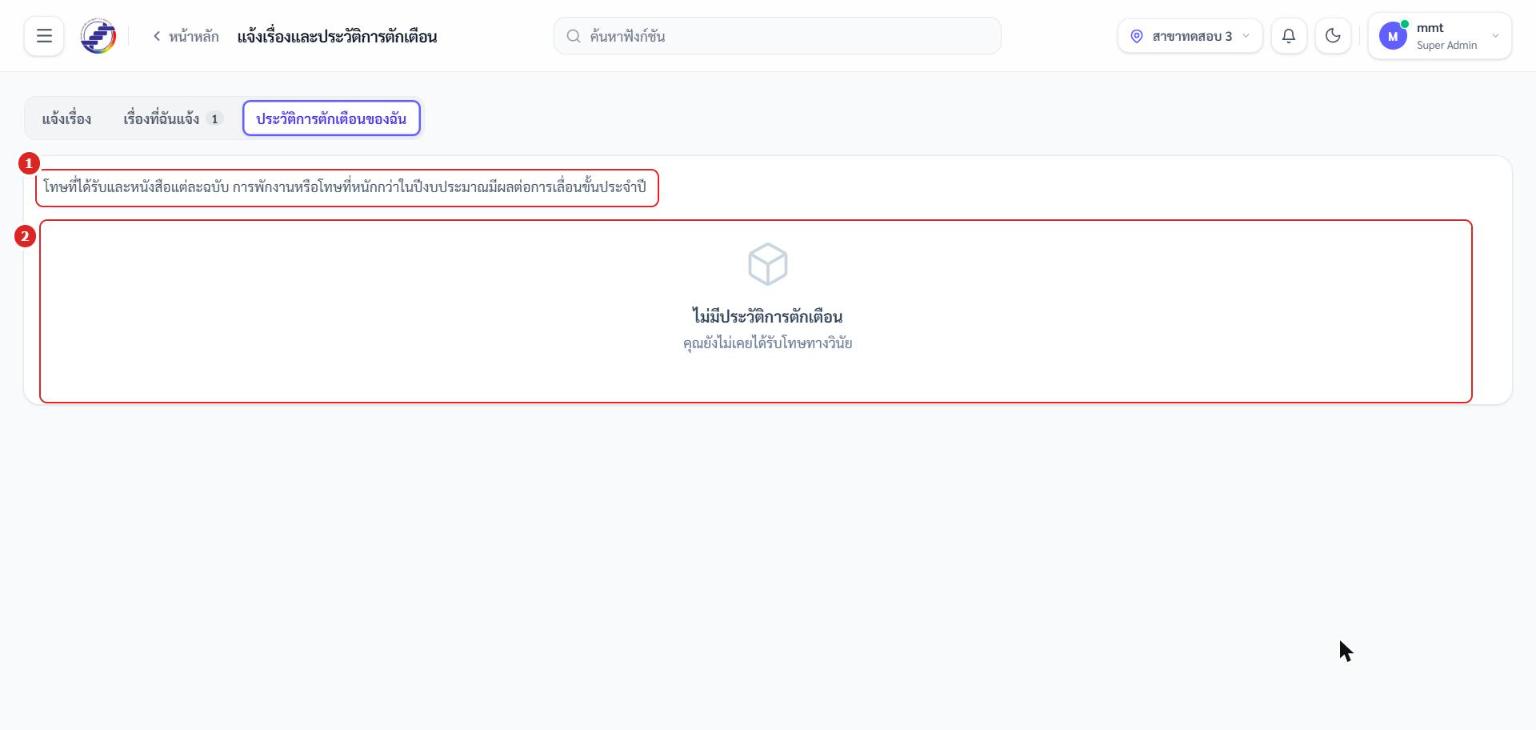 หน้าหลัก
แจ้งเรื่องและประวัติการตักเตือน
ค้นหาฟังก์ชัน
สาขาทดสอบ 3
M
mmt
Super Admin
แจ้งเรื่อง
เรื่องที่ฉันแจ้ง 1
ประวัติการตักเตือนของฉัน
1
โทษที่ได้รับและหนังสือแต่ละฉบับ การพักงานหรือโทษที่หนักกว่าในปีงบประมาณมีผลต่อการเลื่อนขั้นประจำปี
2
ไม่มีประวัติการตักเตือน
คุณยังไม่เคยได้รับโทษทางวินัย